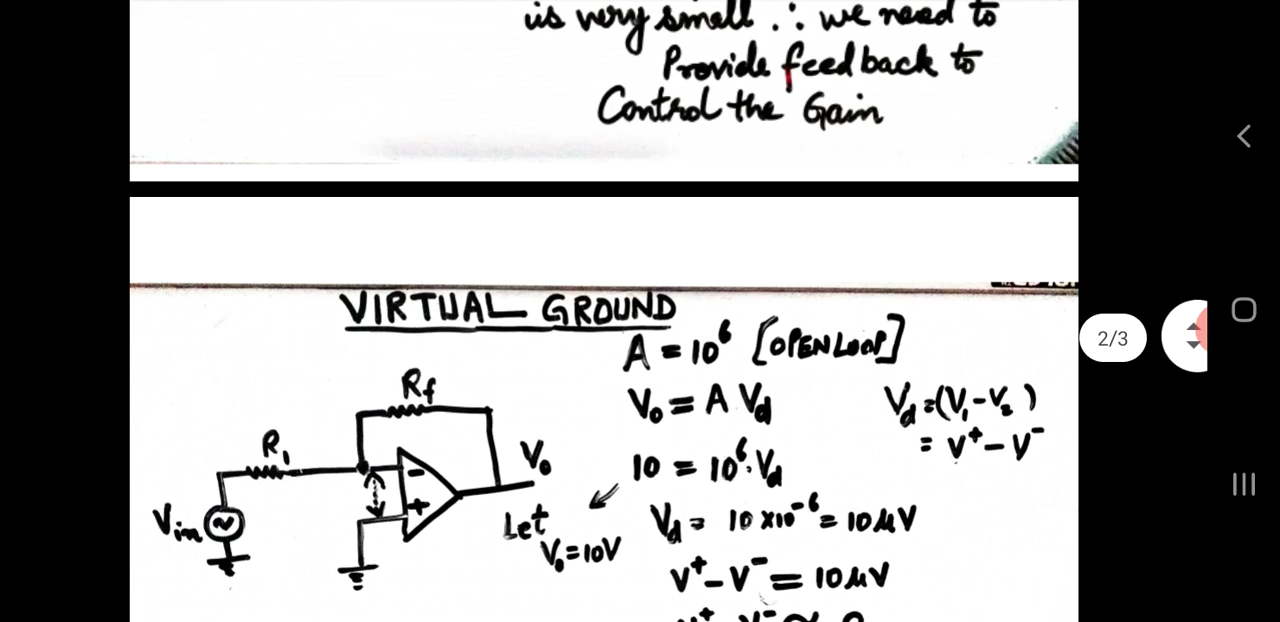 is very small ∴ we need to
Provide feedback to
Control the Gain
2/3
VIRTUAL GROUND
A = 10⁶ [OPEN LOOP]
V₀ = A Vd
Vd = (V₁ - V₂)
= V⁺ - V⁻
Rf
R₁
10 = 10⁶.Vd
V₀
Vin
-
+
Let
V₀ = 10V
Vd = 10 x10⁻⁶ = 10 μV
V⁺ - V⁻ = 10 μV